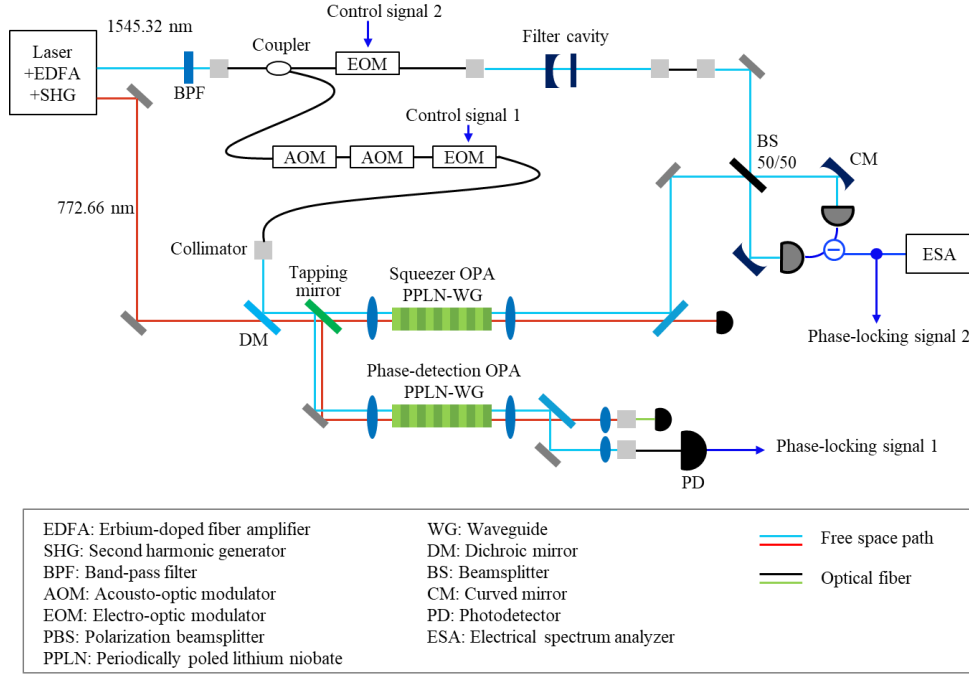 Control signal 2
1545.32 nm
Laser
+EDFA
+SHG
BPF
Coupler
EOM
Filter cavity
Control signal 1
AOM
AOM
EOM
BS
50/50
CM
772.66 nm
Collimator
Tapping
mirror
Squeezer OPA
PPLN-WG
DM
ESA
Phase-locking signal 2
Phase-detection OPA
PPLN-WG
Phase-locking signal 1
PD
EDFA: Erbium-doped fiber amplifier
SHG: Second harmonic generator
BPF: Band-pass filter
AOM: Acousto-optic modulator
EOM: Electro-optic modulator
PBS: Polarization beamsplitter
PPLN: Periodically poled lithium niobate
WG: Waveguide
DM: Dichroic mirror
BS: Beamsplitter
CM: Curved mirror
PD: Photodetector
ESA: Electrical spectrum analyzer
Free space path
Optical fiber